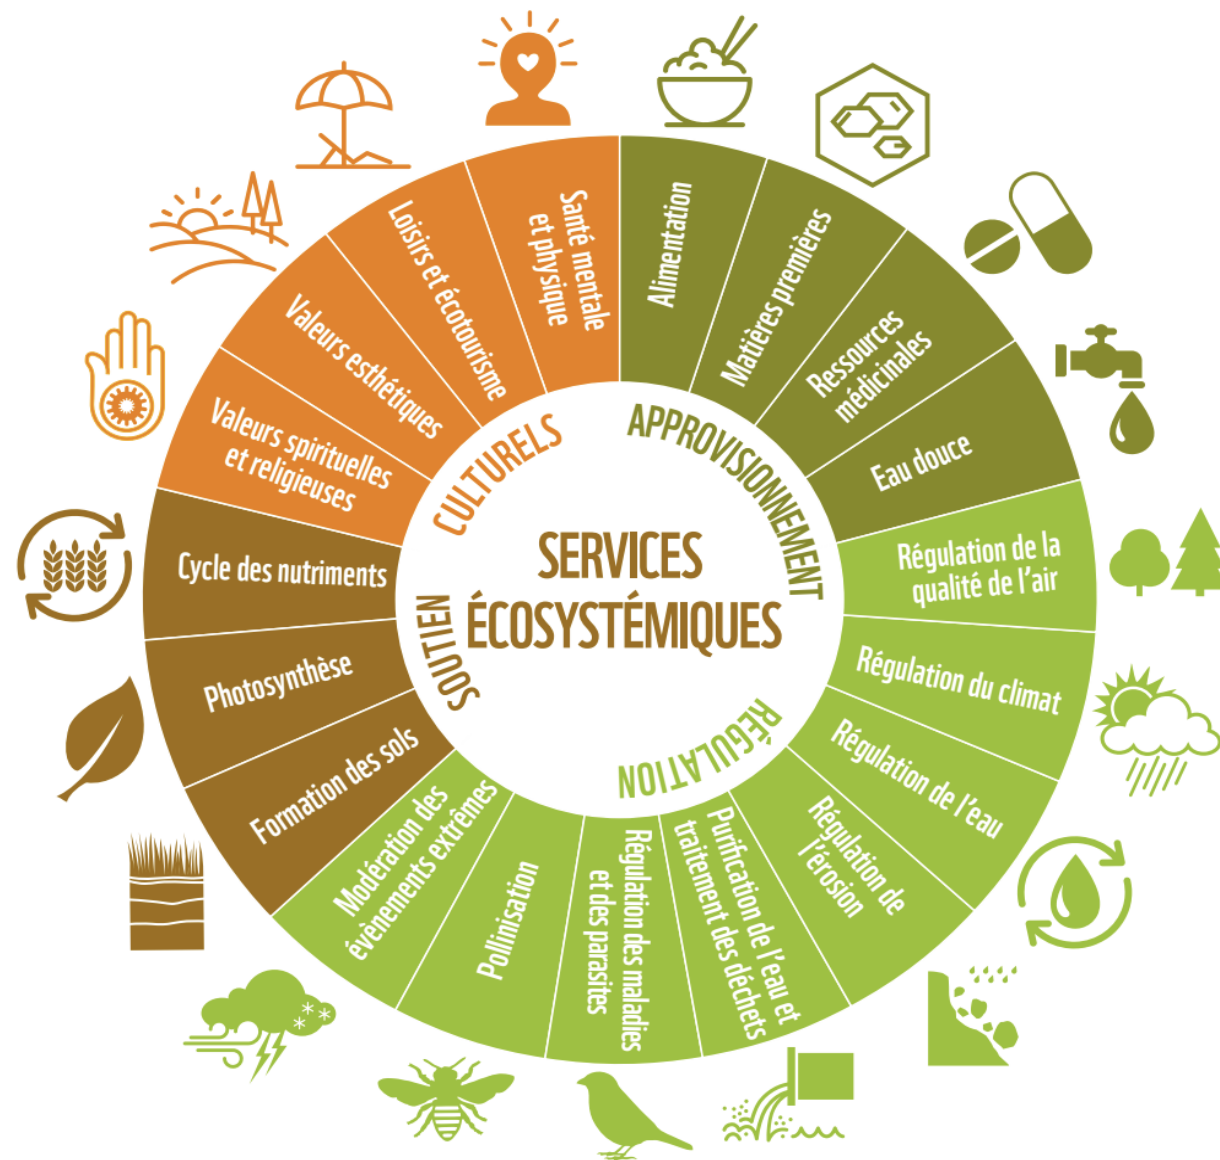 SERVICES
ÉCOSYSTÉMIQUES
APPROVISIONNEMENT
Alimentation
Matières premières
Ressources
médicinales
Eau douce
RÉGULATION
Régulation de la
qualité de l'air
Régulation du climat
Régulation de l'eau
Régulation de
l'érosion
Purification de l'eau et
traitement des déchets
Régulation des maladies
et des parasites
Pollinisation
Modération des
évènements extrêmes
SOUTIEN
Formation des sols
Photosynthèse
Cycle des nutriments
CULTURELS
Valeurs spirituelles
et religieuses
Valeurs esthétiques
Loisirs et écotourisme
Santé mentale
et physique